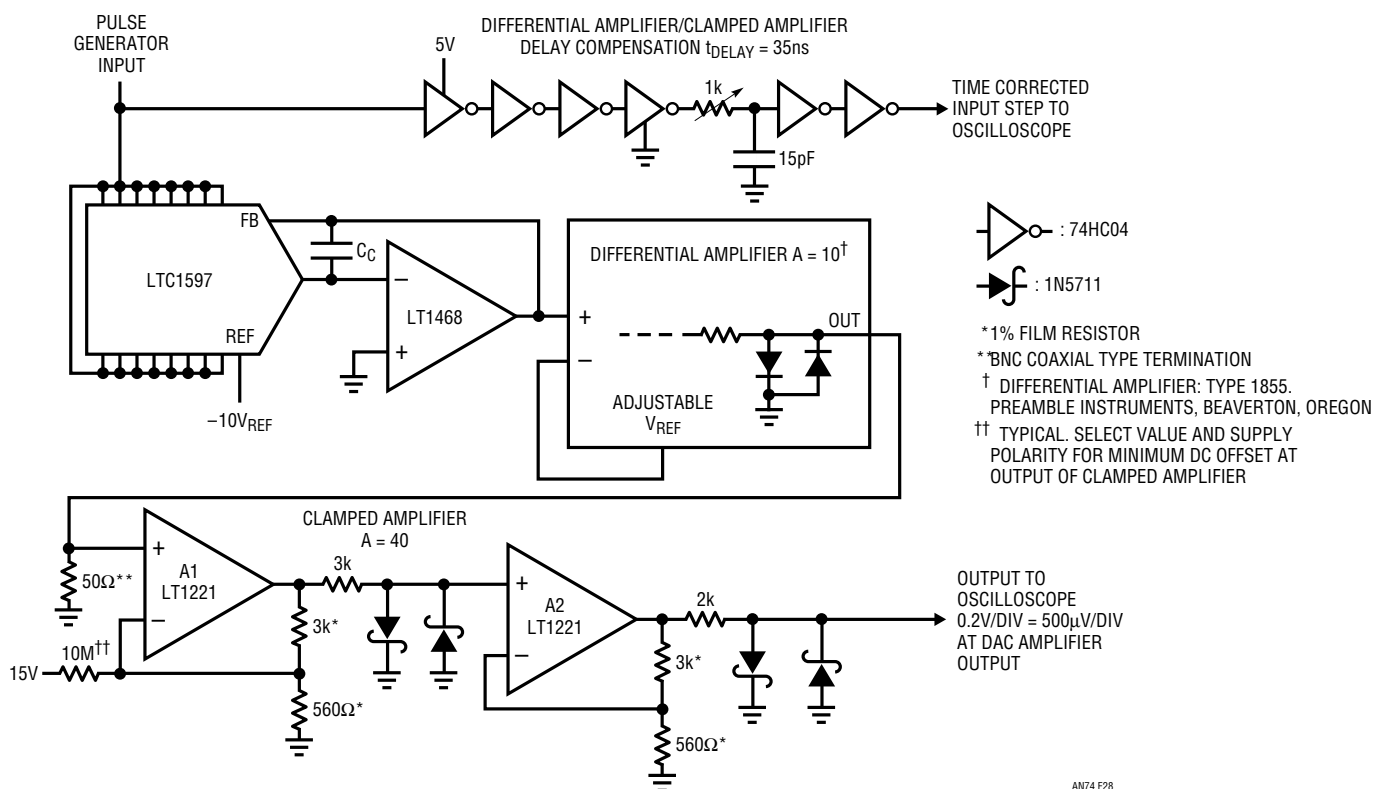 PULSE
GENERATOR
INPUT
DIFFERENTIAL AMPLIFIER/CLAMPED AMPLIFIER
DELAY COMPENSATION tDELAY = 35ns
5V
1k
15pF
TIME CORRECTED
INPUT STEP TO
OSCILLOSCOPE
FB
CC
LTC1597
REF
–10VREF
–
LT1468
+
DIFFERENTIAL AMPLIFIER A = 10†
+
–
OUT
ADJUSTABLE
VREF
: 74HC04
: 1N5711
*1% FILM RESISTOR
**BNC COAXIAL TYPE TERMINATION
† DIFFERENTIAL AMPLIFIER: TYPE 1855.
PREAMBLE INSTRUMENTS, BEAVERTON, OREGON
†† TYPICAL. SELECT VALUE AND SUPPLY
POLARITY FOR MINIMUM DC OFFSET AT
OUTPUT OF CLAMPED AMPLIFIER
CLAMPED AMPLIFIER
A = 40
+
A1
LT1221
–
50Ω**
10M††
15V
3k
3k*
560Ω*
+
A2
LT1221
–
2k
3k*
560Ω*
OUTPUT TO
OSCILLOSCOPE
0.2V/DIV = 500µV/DIV
AT DAC AMPLIFIER
OUTPUT
AN74 F28